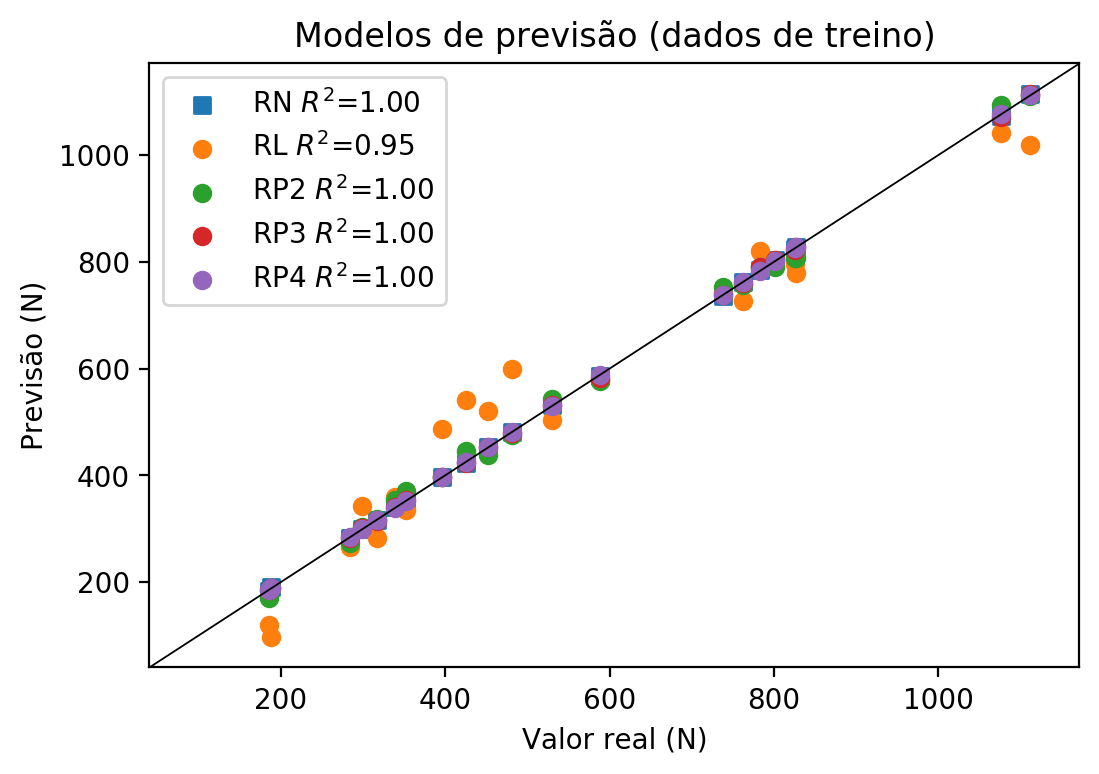 Modelos de previsão (dados de treino)
RN R²=1.00
RL R²=0.95
RP2 R²=1.00
RP3 R²=1.00
RP4 R²=1.00
Previsão (N)
1000
800
600
400
200
200 400 600 800 1000
Valor real (N)